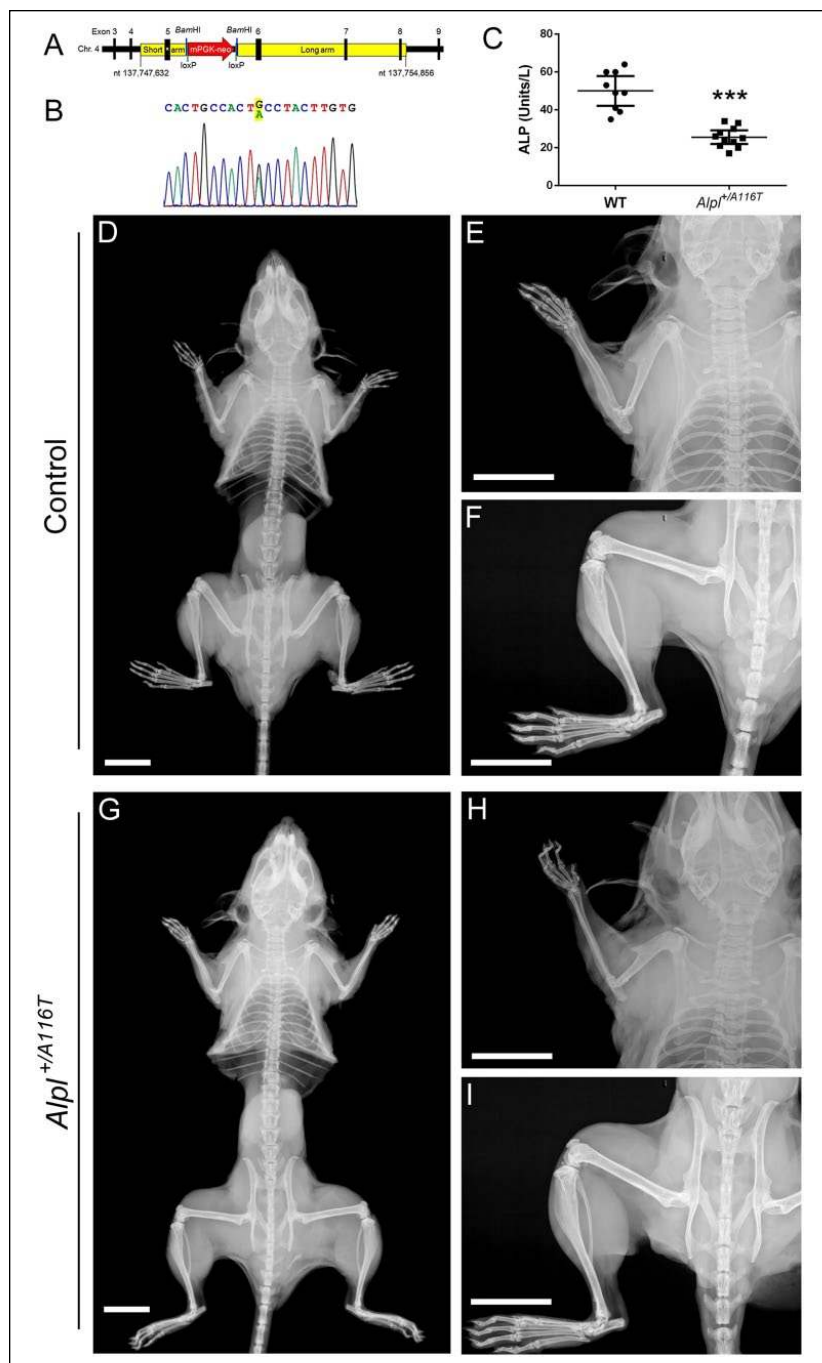 A
Exon 3 4 5 BamHI BamHI 6 7 8 9
Chr. 4 Short * arm mPGK-neo Long arm
loxP loxP
nt 137,747,632 nt 137,754,856
B
CACTGCCACTGCCTACTTGTG
A
C
ALP (Units/L)
80
60
40
20
0
***
WT Alpl+/A116T
Control
D
E
F
Alpl+/A116T
G
H
I